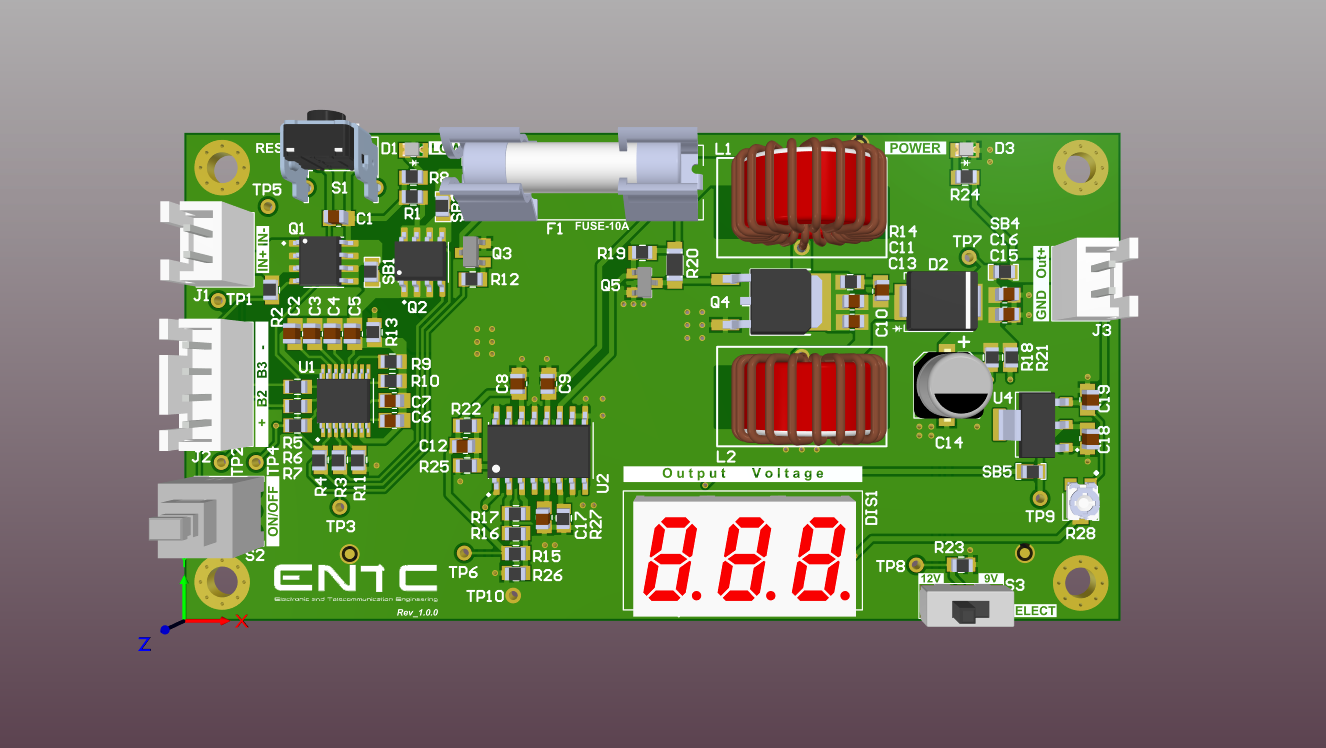 RES
D1
LO
L1
POWER
D3
R8
TP5
S1
R1
SP
C1
R24
F1
FUSE-10A
Q1
IN+ IN-
SB1
Q3
R12
Q2
R19
R20
Q5
R14
C11
C13
SB4
C16
C15
TP7
D2
Out+
GND
J1
TP1
R2
C2
C3
C4
C5
R13
Q4
C10
J3
+
R18
R21
U1
R9
R10
C7
C6
C8
C9
+ B2 B3 -
R5
R6
R7
J2
TP2
TP4
R22
C12
R25
U2
L2
U4
C14
C19
C18
R4
R3
R11
TP3
Output Voltage
SB5
TP9
R28
ON/OFF
S2
R17
R16
C17
R27
R15
R26
TP6
TP10
DIS1
8.8.8.
R23
TP8
12V
9V
S3
ELECT
ENTC
Electronic and Telecommunication Engineering
Rev_1.0.0
X
Z